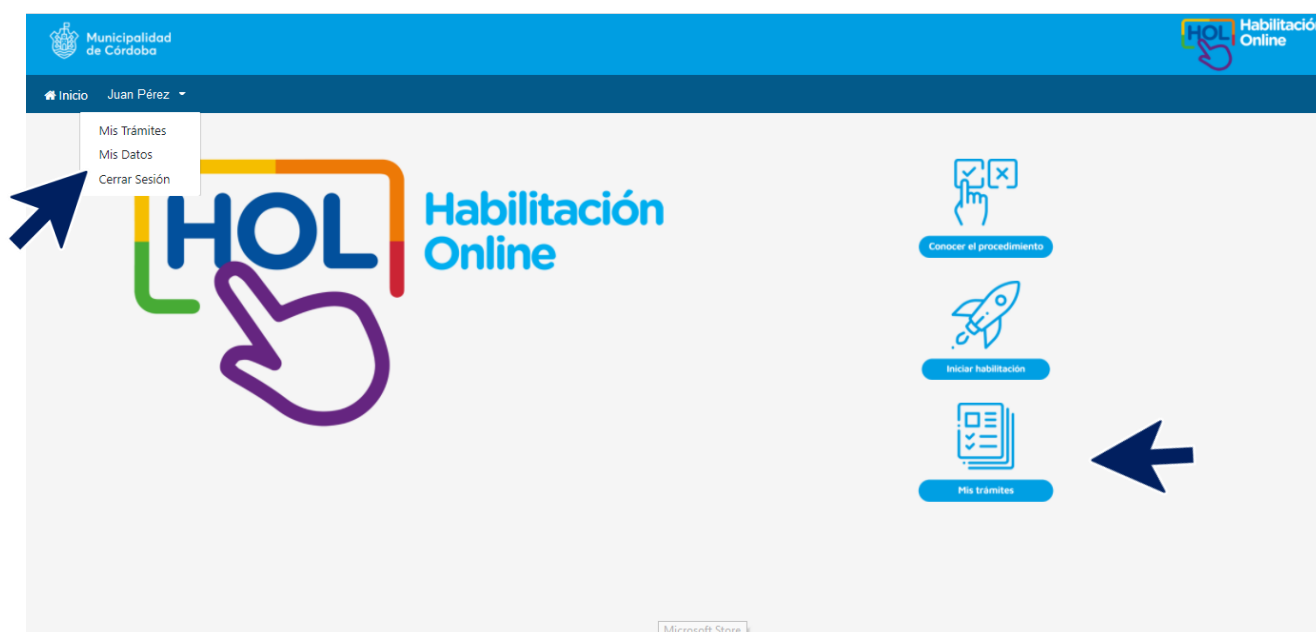 Municipalidad
de Córdoba
HOL
Habilitación
Online
Inicio
Juan Pérez
Mis Trámites
Mis Datos
Cerrar Sesión
HOL
Habilitación
Online
Conocer el procedimiento
Iniciar habilitación
Mis trámites
Microsoft Store